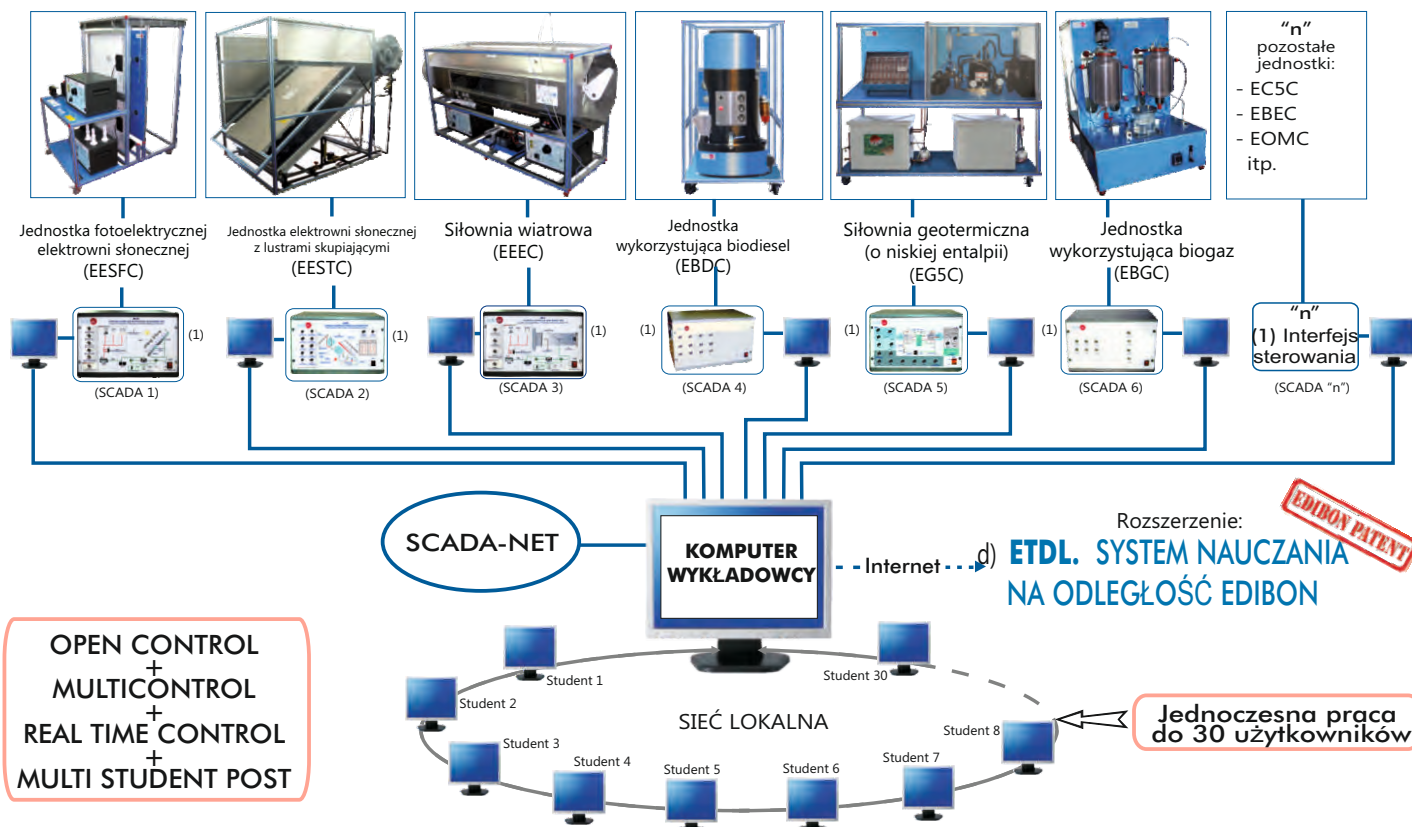 “n”
pozostałe
jednostki:
- EC5C
- EBEC
- EOMC
itp.
Jednostka fotoelektrycznej
elektrowni słonecznej
(EESFC)
Jednostka elektrowni słonecznej
z lustrami skupiającymi
(EESTC)
Siłownia wiatrowa
(EEEC)
Jednostka
wykorzystująca biodiesel
(EBDC)
Siłownia geotermiczna
(o niskiej entalpii)
(EG5C)
Jednostka
wykorzystująca biogaz
(EBGC)
(1)
(SCADA 1)
(1)
(SCADA 2)
(1)
(SCADA 3)
(1)
(SCADA 4)
(1)
(SCADA 5)
(1)
(SCADA 6)
“n”
(1) Interfejs
sterowania
(SCADA “n”)
SCADA-NET
KOMPUTER
WYKŁADOWCY
Internet
Rozszerzenie:
d) ETDL. SYSTEM NAUCZANIA
NA ODLEGŁOŚĆ EDIBON
EDIBON PATENT
OPEN CONTROL
+
MULTICONTROL
+
REAL TIME CONTROL
+
MULTI STUDENT POST
Student 1
Student 2
Student 3
Student 4
Student 5
Student 6
Student 7
Student 8
Student 30
SIEĆ LOKALNA
Jednoczesna praca
do 30 użytkowników